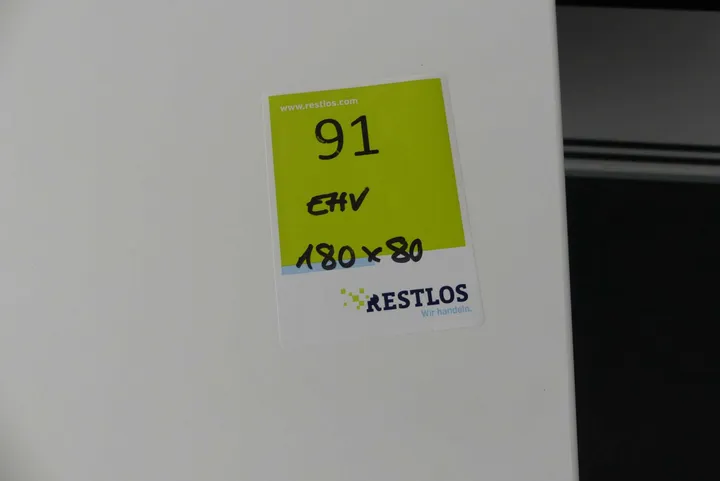 www.restlos.com
91
EHV
180 x 80
RESTLOS
Wir handeln.